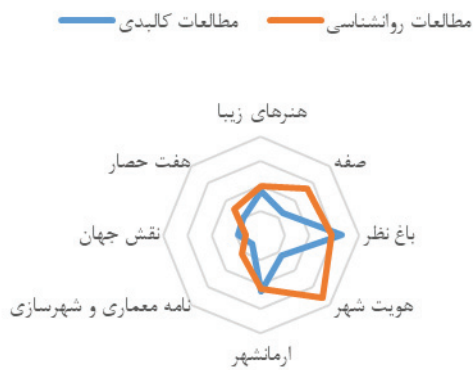 مطالعات روانشناسی
مطالعات کالبدی
هنرهای زیبا
صفه
باغ نظر
هویت شهر
ارمانشهر
نامه معماری و شهرسازی
نقش جهان
هفت حصار